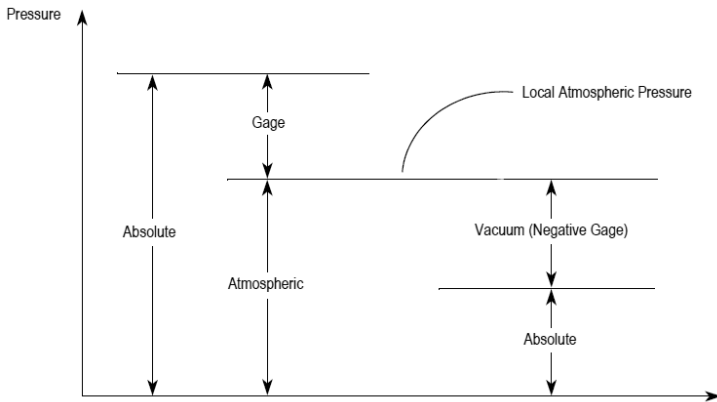 Pressure
Local Atmospheric Pressure
Gage
Absolute
Vacuum (Negative Gage)
Atmospheric
Absolute